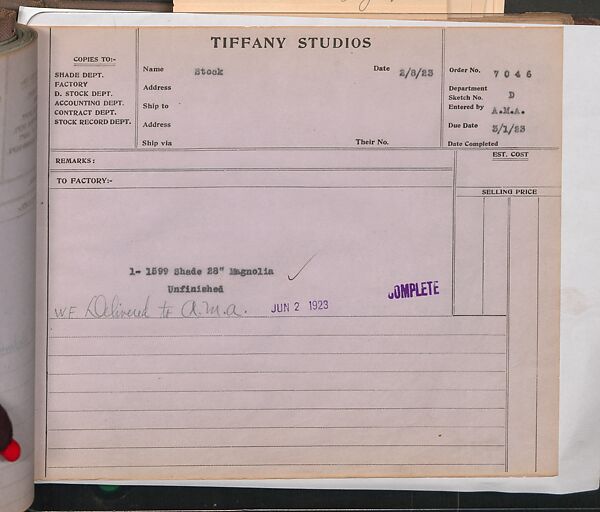 TIFFANY STUDIOS
COPIES TO:-
SHADE DEPT.
FACTORY
D. STOCK DEPT.
ACCOUNTING DEPT.
CONTRACT DEPT.
STOCK RECORD DEPT.
Name Stock Date 2/8/23
Address
Ship to
Address
Ship via Their No.
Order No. 7046
Department D
Sketch No.
Entered by A.M.A.
Due Date 3/1/23
Date Completed
REMARKS:
EST. COST
TO FACTORY:-
SELLING PRICE
1- 1599 Shade 28" Magnolia
Unfinished
COMPLETE
W.F. Delivered to A.M.A. JUN 2 1923